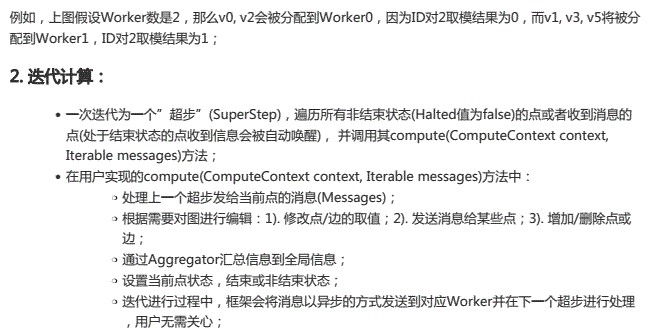 例如，上图假设Worker数是2，那么v0, v2会被分配到Worker0，因为ID对2取模结果为0，而v1, v3, v5将被分
配到Worker1，ID对2取模结果为1；
2. 迭代计算：
• 一次迭代为一个”超步”(SuperStep)，遍历所有非结束状态(Halted值为false)的点或者收到消息的
点(处于结束状态的点收到信息会被自动唤醒)， 并调用其compute(ComputeContext context,
Iterable messages)方法；
• 在用户实现的compute(ComputeContext context, Iterable messages)方法中：
◦ 处理上一个超步发给当前点的消息(Messages)；
◦ 根据需要对图进行编辑：1). 修改点/边的取值；2). 发送消息给某些点；3). 增加/删除点或
边；
◦ 通过Aggregator汇总信息到全局信息；
◦ 设置当前点状态，结束或非结束状态；
◦ 迭代进行过程中，框架会将消息以异步的方式发送到对应Worker并在下一个超步进行处理
，用户无需关心；